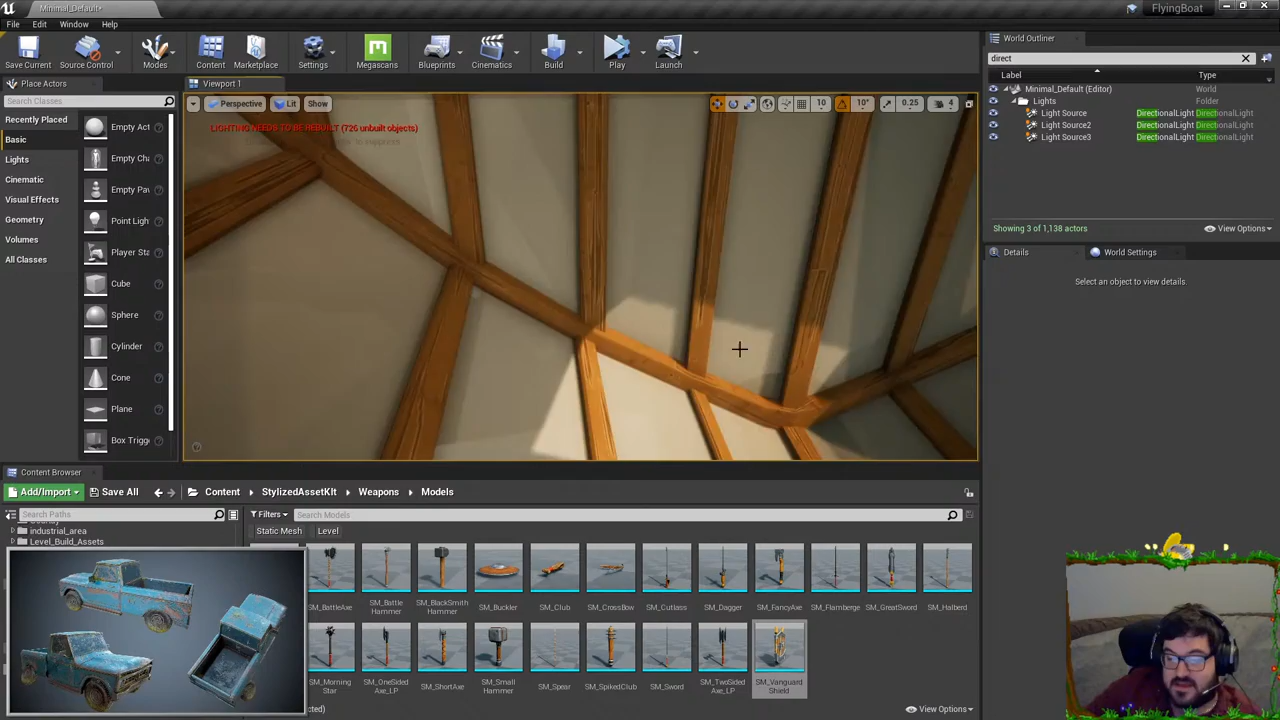 Minimal_Default*
FlyingBoat
File Edit Window Help
Save Current
Source Control
Modes
Content
Marketplace
Settings
Megascans
Blueprints
Cinematics
Build
Play
Launch
Place Actors
Search Classes
Recently Placed
Basic
Lights
Cinematic
Visual Effects
Geometry
Volumes
All Classes
Empty Act
Empty Cha
Empty Paw
Point Ligh
Player Sta
Cube
Sphere
Cylinder
Cone
Plane
Box Trigge
Viewport 1
Perspective Lit Show
10 10° 0.25 4
LIGHTING NEEDS TO BE REBUILT (726 unbuilt objects)
World Outliner
direct
Label Type
Minimal_Default (Editor) World
Lights Folder
Light Source DirectionalLight DirectionalLight
Light Source2 DirectionalLight DirectionalLight
Light Source3 DirectionalLight DirectionalLight
Showing 3 of 1,138 actors
View Options
Details
World Settings
Select an object to view details.
Content Browser
Add/Import Save All Content StylizedAssetKIt Weapons Models
Search Paths
industrial_area
Level_Build_Assets
Filters
Search Models
Static Mesh Level
SM_BattleAxe
SM_Battle Hammer
SM_BlackSmith Hammer
SM_Buckler
SM_Club
SM_CrossBow
SM_Cutlass
SM_Dagger
SM_FancyAxe
SM_Flamberge
SM_GreatSword
SM_Halberd
SM_Morning Star
SM_OneSided Axe_LP
SM_ShortAxe
SM_Small Hammer
SM_Spear
SM_SpikedClub
SM_Sword
SM_TwoSided Axe_LP
SM_Vanguard Shield
View Options